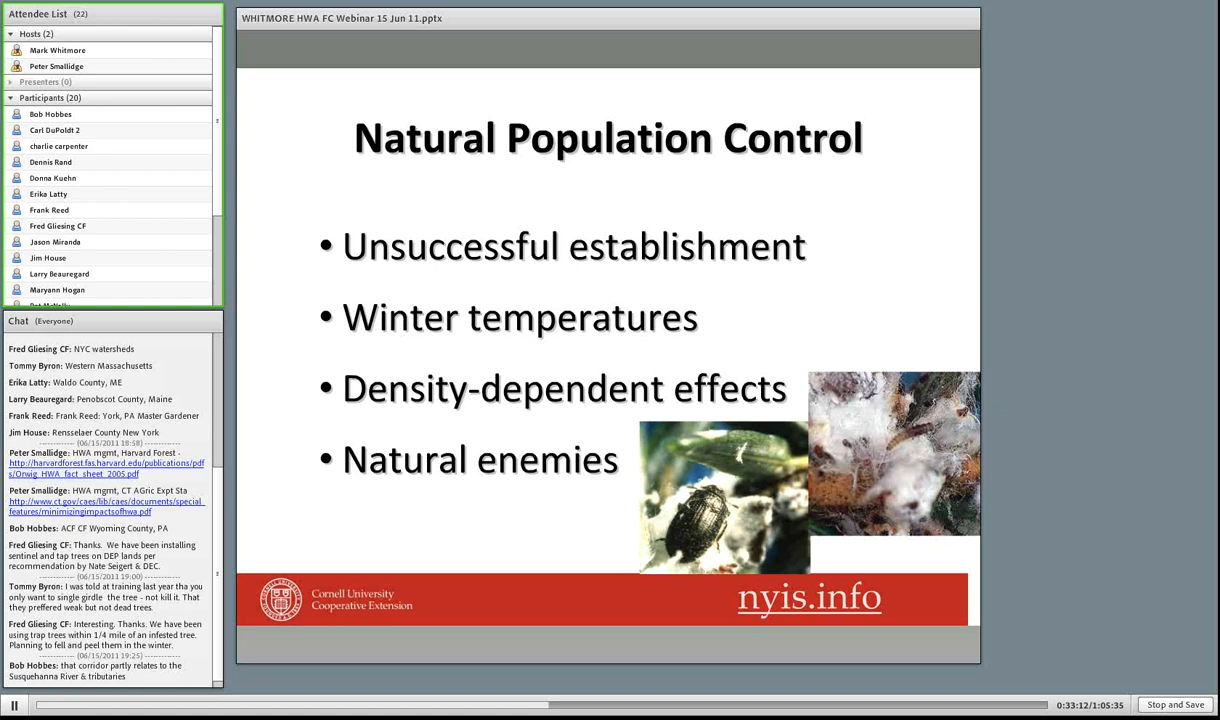 Attendee List (22)
Hosts (2)
Mark Whitmore
Peter Smallidge
Presenters (0)
Participants (20)
Bob Hobbes
Carl DuPoldt 2
charlie carpenter
Dennis Rand
Donna Kuehn
Erika Latty
Frank Reed
Fred Gliesing CF
Jason Miranda
Jim House
Larry Beauregard
Maryann Hogan
Chat (Everyone)
Fred Gliesing CF: NYC watersheds
Tommy Byron: Western Massachusetts
Erika Latty: Waldo County, ME
Larry Beauregard: Penobscot County, Maine
Frank Reed: Frank Reed: York, PA Master Gardener
Jim House: Rensselaer County New York
------------- (06/15/2011 18:58) -------------
Peter Smallidge: HWA mgmt, Harvard Forest -
http://harvardforest.fas.harvard.edu/publications/pdf
s/Orwig_HWA_fact_sheet_2005.pdf
Peter Smallidge: HWA mgmt, CT AGric Expt Sta
http://www.ct.gov/caes/lib/caes/documents/special_
features/minimizingimpactsofhwa.pdf
Bob Hobbes: ACF CF Wyoming County, PA
Fred Gliesing CF: Thanks. We have been installing
sentinel and tap trees on DEP lands per
recommendation by Nate Seigert & DEC.
------------- (06/15/2011 19:00) -------------
Tommy Byron: I was told at training last year tha you
only want to single girdle the tree - not kill it. That
they preffered weak but not dead trees.
Fred Gliesing CF: Interesting. Thanks. We have been
using trap trees within 1/4 mile of an infested tree.
Planning to fell and peel them in the winter.
------------- (06/15/2011 19:25) -------------
Bob Hobbes: that corridor partly relates to the
Susquehanna River & tributaries
WHITMORE HWA FC Webinar 15 Jun 11.pptx
Natural Population Control
• Unsuccessful establishment
• Winter temperatures
• Density-dependent effects
• Natural enemies
Cornell University
Cooperative Extension
nyis.info
0:33:12/1:05:35
Stop and Save